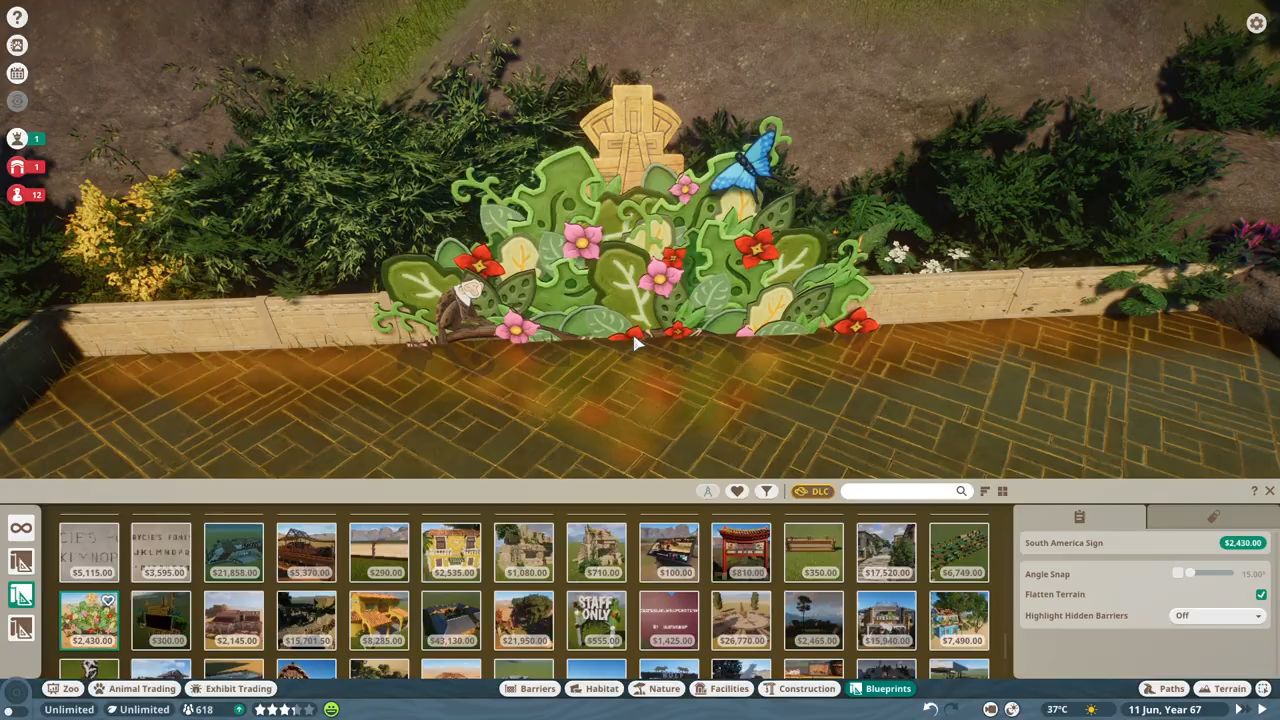 ?
1
1
12
DLC
? ×
CIES - FONT
KLMNOP
$5,115.00
BYCIE'S FONT
JKLMNO
$3,595.00
$21,858.00
$5,370.00
$290.00
$2,535.00
$1,080.00
$710.00
$100.00
$810.00
$350.00
$17,520.00
$6,749.00
$2,430.00
$300.00
$2,145.00
$15,701.50
$8,285.00
$43,130.00
$21,950.00
STAFF
ONLY
$555.00
$1,425.00
$26,770.00
$2,465.00
$15,940.00
$7,490.00
South America Sign $2,430.00
Angle Snap 15.00°
Flatten Terrain
Highlight Hidden Barriers Off
Zoo Animal Trading Exhibit Trading Barriers Habitat Nature Facilities Construction Blueprints Paths Terrain
Unlimited Unlimited 618 37°C 11 Jun, Year 67